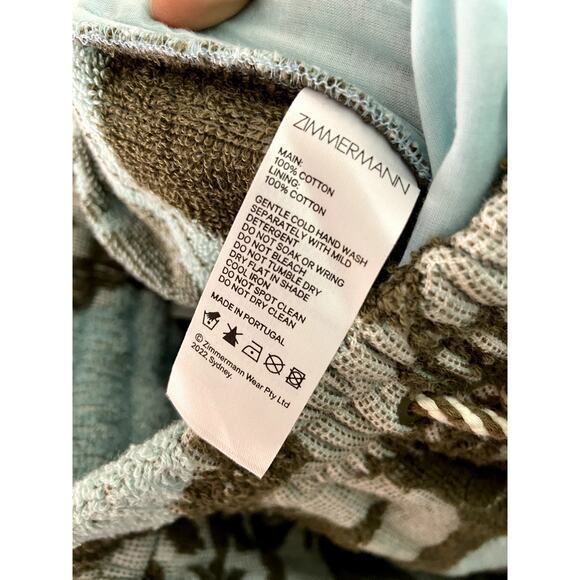 ZIMMERMANN
MAIN:
100% COTTON
LINING:
100% COTTON
GENTLE COLD HAND WASH
SEPARATELY WITH MILD
DETERGENT
DO NOT SOAK OR WRING
DO NOT BLEACH
DO NOT TUMBLE DRY
DRY FLAT IN SHADE
COOL IRON
DO NOT SPOT CLEAN
DO NOT DRY CLEAN
MADE IN PORTUGAL
© Zimmermann Wear Pty Ltd
2022. Sydney.